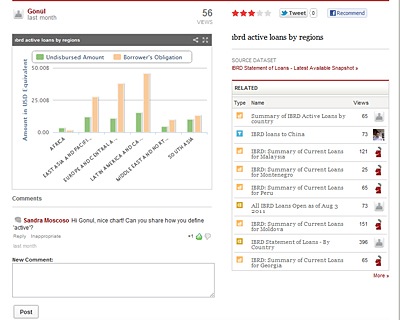 Gonul
last month
56
VIEWS
ibrd active loans by regions
Undisbursed Amount
Borrower's Obligation
Amount in US$ Equivalent
50.00$
25.00$
0.00$
AFRICA
EAST ASIA AND PACIFI...
EUROPE AND CENTRAL A...
LATIN AMERICA AND CA...
MIDDLE EAST AND NORT...
SOUTH ASIA
Comments
Sandra Moscoso Hi Gonul, nice chart! Can you share how you define
'active'?
Reply Inappropriate
+1
last month
New Comment:
Post
Tweet 0
Recommend
ibrd active loans by regions
SOURCE DATASET
IBRD Statement of Loans - Latest Available Snapshot
RELATED
Type Name Views
Summary of IBRD Active Loans by
country 65
IBRD loans to China 73
IBRD: Summary of Current Loans
for Malaysia 121
IBRD: Summary of Current Loans
for Montenegro 25
IBRD: Summary of Current Loans
for Peru 65
All IBRD Loans Open as of Aug 3
2011 73
IBRD: Summary of Current Loans
for Moldova 151
IBRD Statement of Loans - By
Country 396
IBRD: Summary of Current Loans
for Georgia 65
More »